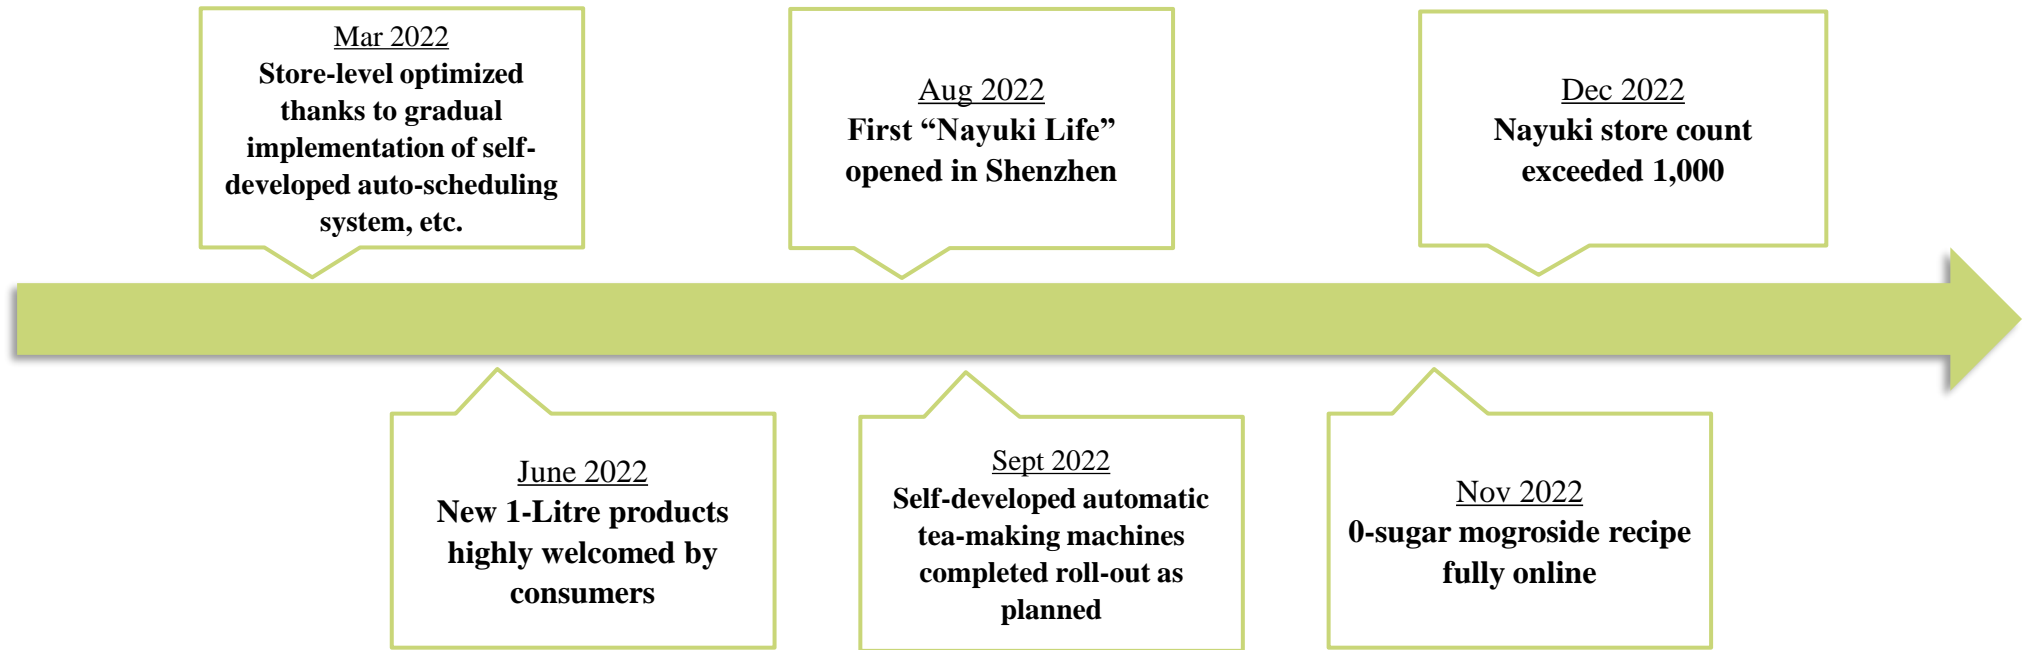 Mar 2022
Store-level optimized
thanks to gradual
implementation of self-
developed auto-scheduling
system, etc.
June 2022
New 1-Litre products
highly welcomed by
consumers
Aug 2022
First “Nayuki Life”
opened in Shenzhen
Sept 2022
Self-developed automatic
tea-making machines
completed roll-out as
planned
Nov 2022
0-sugar mogroside recipe
fully online
Dec 2022
Nayuki store count
exceeded 1,000